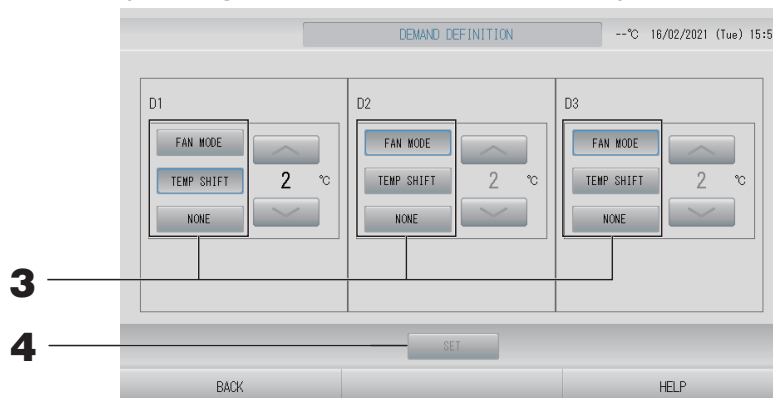 DEMAND DEFINITION --℃ 16/02/2021 (Tue) 15:5
D1 D2 D3
FAN MODE FAN MODE FAN MODE
TEMP SHIFT 2 ℃ TEMP SHIFT 2 ℃ TEMP SHIFT 2 ℃
NONE NONE NONE
3
4 SET
BACK HELP